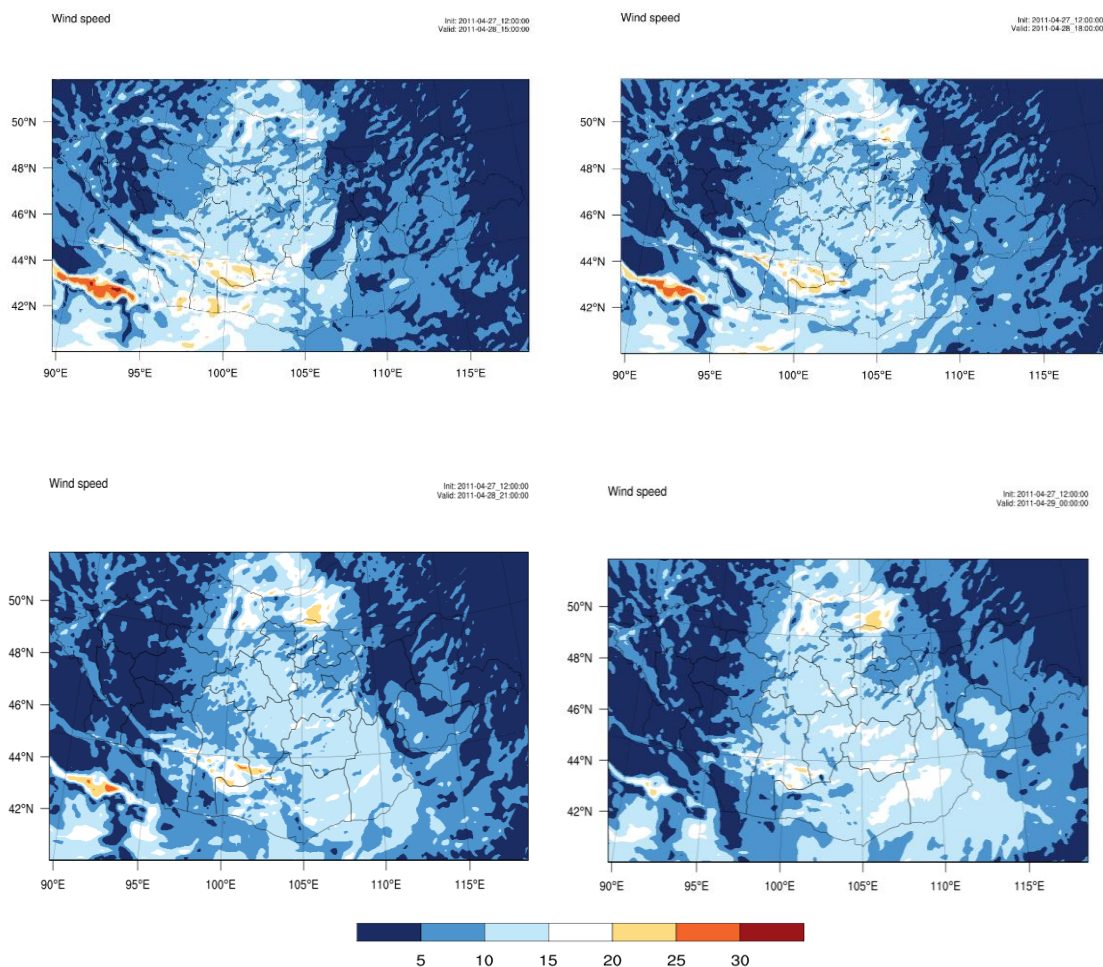 Wind speed
Init: 2011-04-27_12:00:00
Valid: 2011-04-28_15:00:00
50°N
48°N
46°N
44°N
42°N
90°E 95°E 100°E 105°E 110°E 115°E
Wind speed
Init: 2011-04-27_12:00:00
Valid: 2011-04-28_18:00:00
50°N
48°N
46°N
44°N
42°N
90°E 95°E 100°E 105°E 110°E 115°E
Wind speed
Init: 2011-04-27_12:00:00
Valid: 2011-04-28_21:00:00
50°N
48°N
46°N
44°N
42°N
90°E 95°E 100°E 105°E 110°E 115°E
Wind speed
Init: 2011-04-27_12:00:00
Valid: 2011-04-29_00:00:00
50°N
48°N
46°N
44°N
42°N
90°E 95°E 100°E 105°E 110°E 115°E
5 10 15 20 25 30